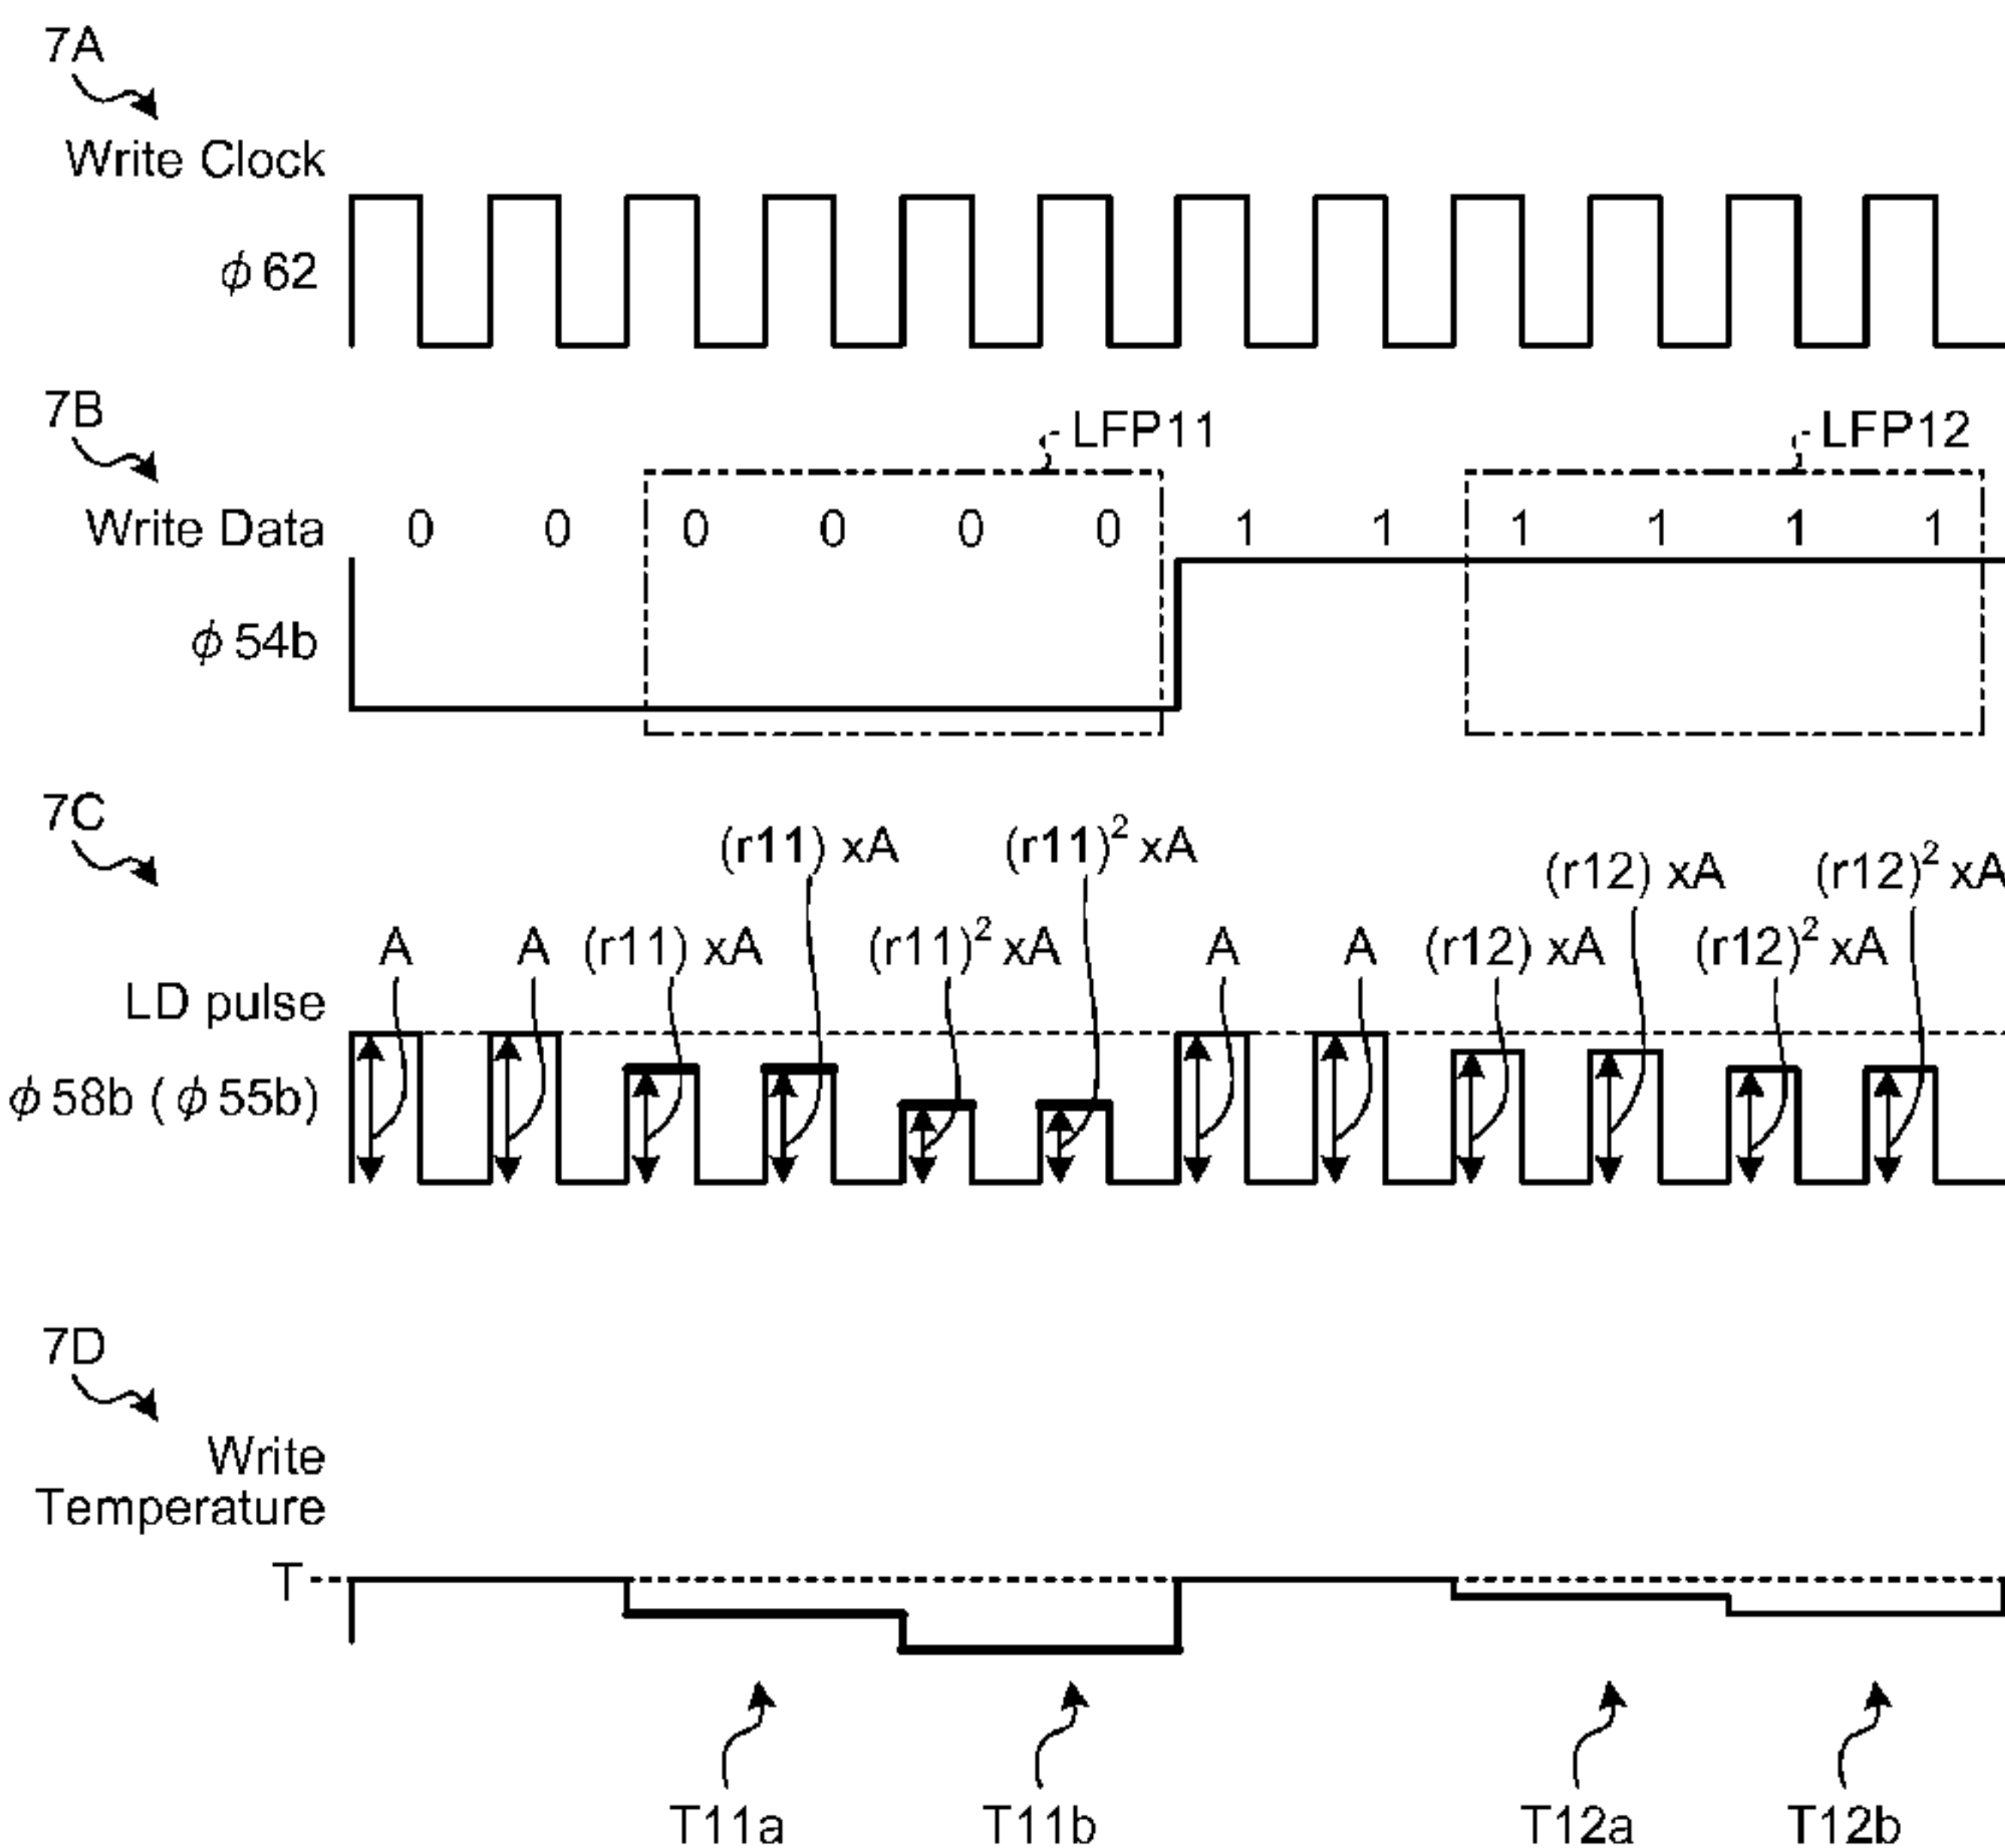 7A
Write Clock
ϕ62
7B
LFP11 LFP12
Write Data 0 0 0 0 0 0 1 1 1 1 1 1
ϕ54b
7C
(r11) xA (r11)² xA (r12) xA (r12)² xA
A A (r11) xA (r11)² xA A A (r12) xA (r12)² xA
LD pulse
ϕ58b (ϕ55b)
7D
Write
Temperature
T
T11a T11b T12a T12b